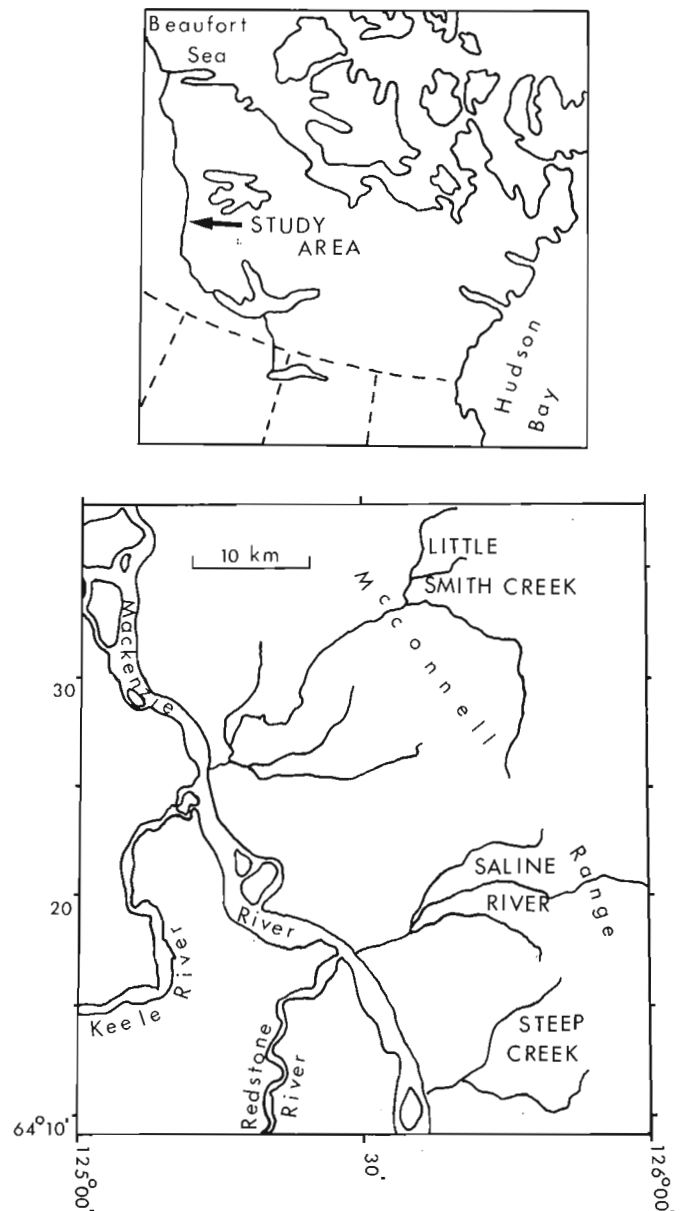 Beaufort
Sea
STUDY
AREA
Hudson
Bay
10 km
LITTLE
SMITH CREEK
Mcconnell
Range
Mackenzie
River
30
20
SALINE
RIVER
Keele River
STEEP
CREEK
Redstone
River
64°10'
125°00'
30'
126°00'